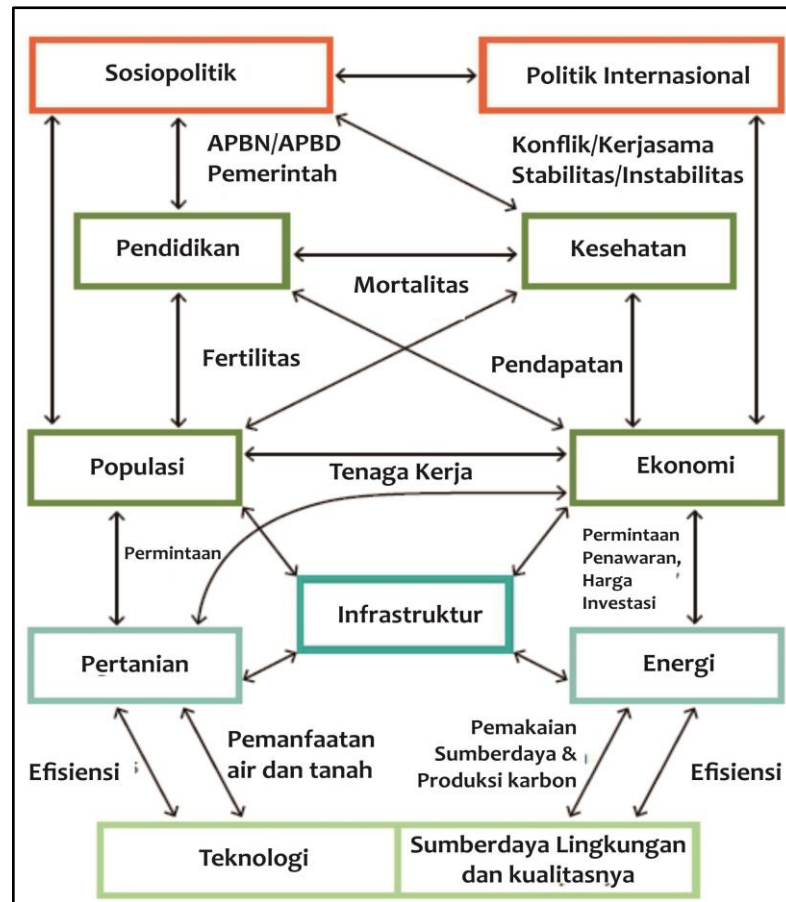 Sosiopolitik
Politik Internasional
APBN/APBD
Pemerintah
Konflik/Kerjasama
Stabilitas/Instabilitas
Pendidikan
Kesehatan
Mortalitas
Fertilitas
Pendapatan
Populasi
Tenaga Kerja
Ekonomi
Permintaan
Permintaan
Penawaran,
Harga
Investasi
Infrastruktur
Pertanian
Energi
Efisiensi
Pemanfaatan
air dan tanah
Pemakaian
Sumberdaya &
Produksi karbon
Efisiensi
Teknologi
Sumberdaya Lingkungan
dan kualitasnya